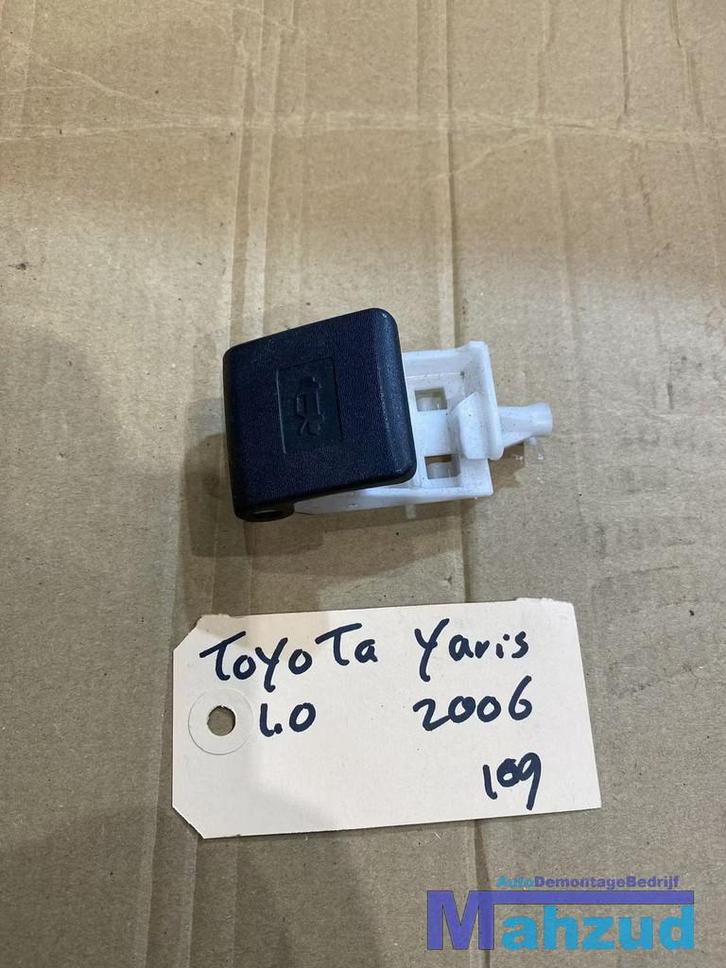 Toyota Yaris
1.0 2006
109
AutoDemontageBedrijf
Mahzud